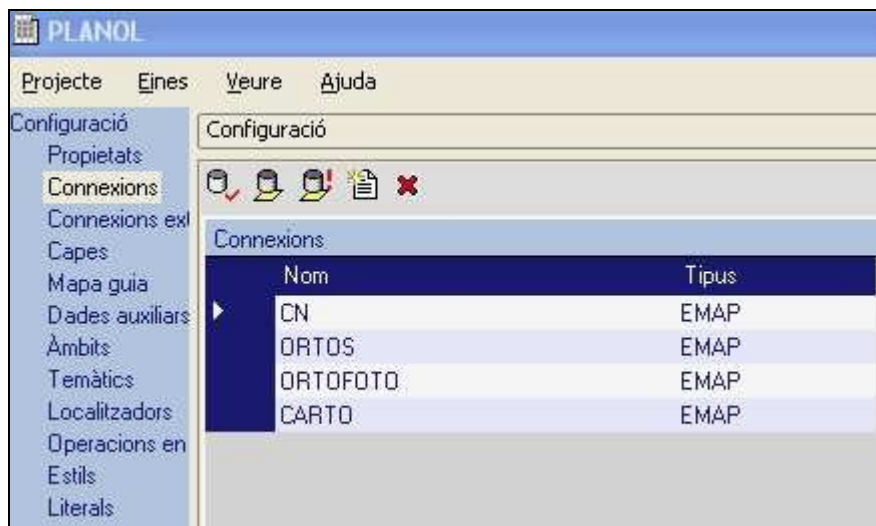 PLANOL
Projecte Eines Veure Ajuda
Configuració
Propietats
Connexions
Connexions ext
Capes
Mapa guia
Dades auxiliars
Àmbits
Temàtics
Localitzadors
Operacions en
Estils
Literals
Configuració
Connexions
Nom Tipus
CN EMAP
ORTOS EMAP
ORTOFOTO EMAP
CARTO EMAP